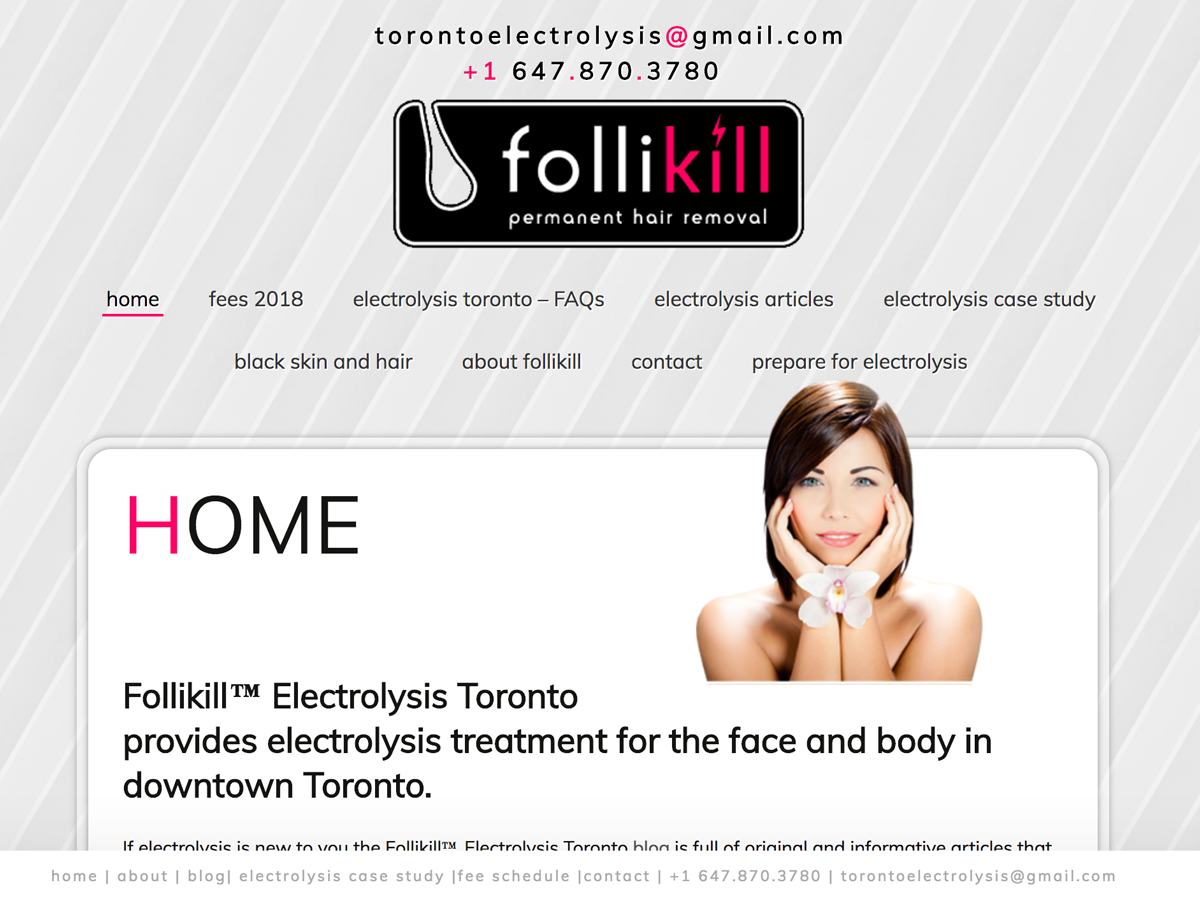 torontoelectrolysis@gmail.com
+1 647.870.3780
follikill
permanent hair removal
home fees 2018 electrolysis toronto – FAQs electrolysis articles electrolysis case study
black skin and hair about follikill contact prepare for electrolysis
HOME
Follikill™ Electrolysis Toronto
provides electrolysis treatment for the face and body in
downtown Toronto.
If electrolysis is new to you the Follikill™ Electrolysis Toronto blog is full of original and informative articles that
home | about | blog| electrolysis case study |fee schedule |contact | +1 647.870.3780 | torontoelectrolysis@gmail.com